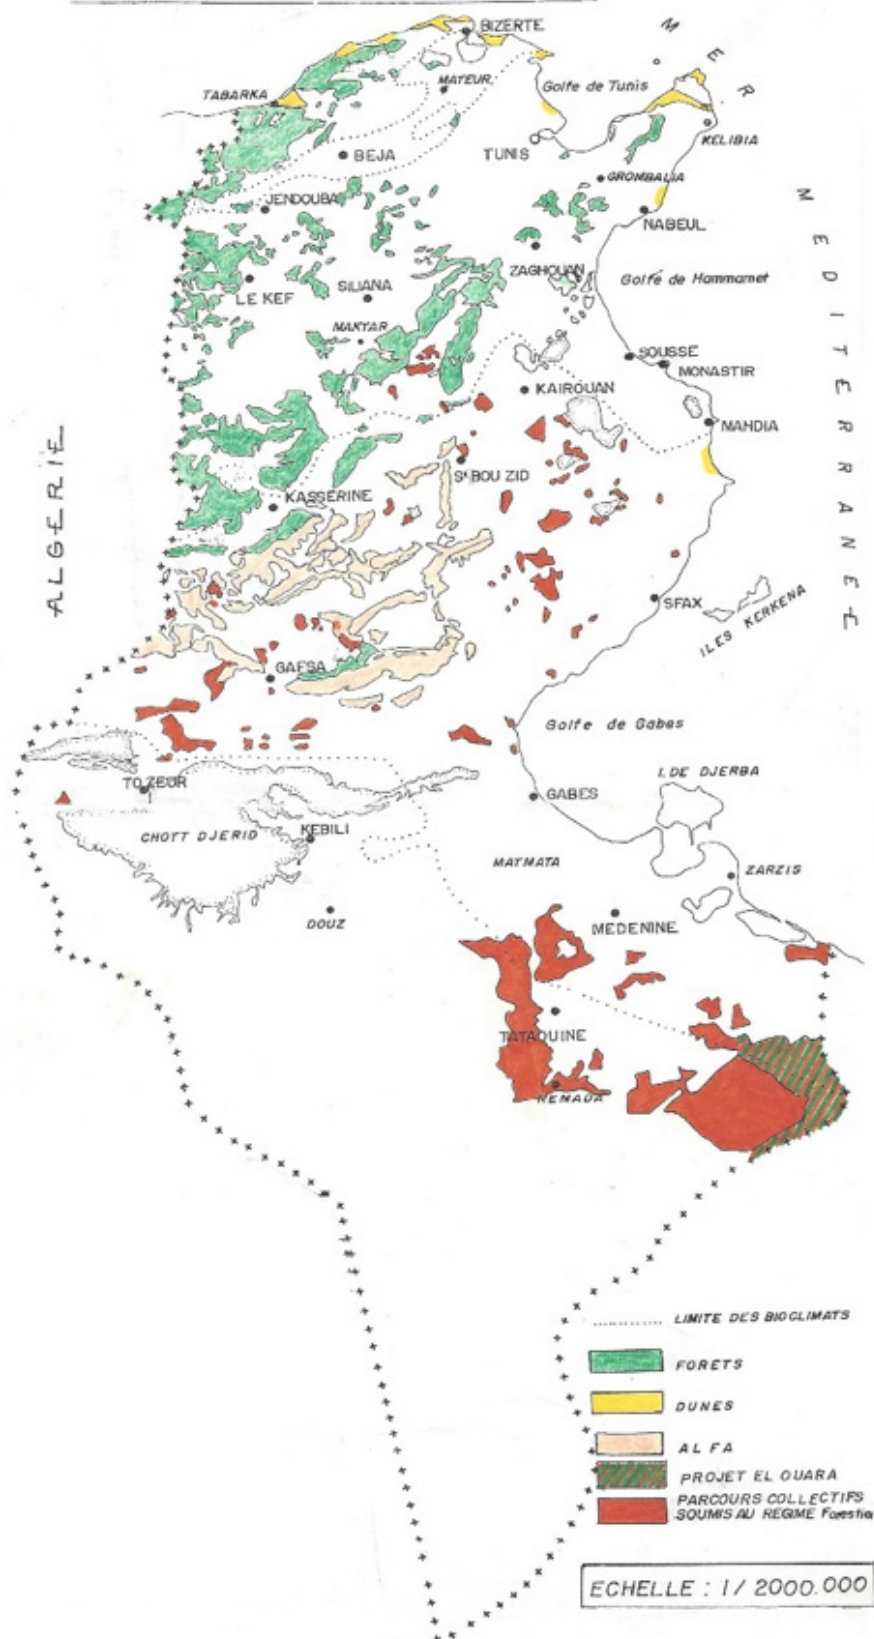 BIZERTE
MER
MATEUR
Golfe de Tunis
TABARKA
KELIBIA
BEJA
TUNIS
GROMBALIA
JENDOUBA
NABEUL
MEDITERRANEE
ZAGHOUAN
Golfe de Hammamet
LE KEF
SILIANA
MAKTAR
SOUSSE
MONASTIR
KAIROUAN
MAHDIA
ALGERIE
Sᵗ BOU ZID
KASSERINE
SFAX
ILES KERKENA
GAFSA
Golfe de Gabes
TOZEUR
I. DE DJERBA
GABES
CHOTT DJERID
KEBILI
MATMATA
ZARZIS
DOUZ
MEDENINE
TATAOUINE
REMADA
LIMITE DES BIOCLIMATS
FORETS
DUNES
ALFA
PROJET EL OUARA
PARCOURS COLLECTIFS
SOUMIS AU REGIME Forestier
ECHELLE : 1/2000.000